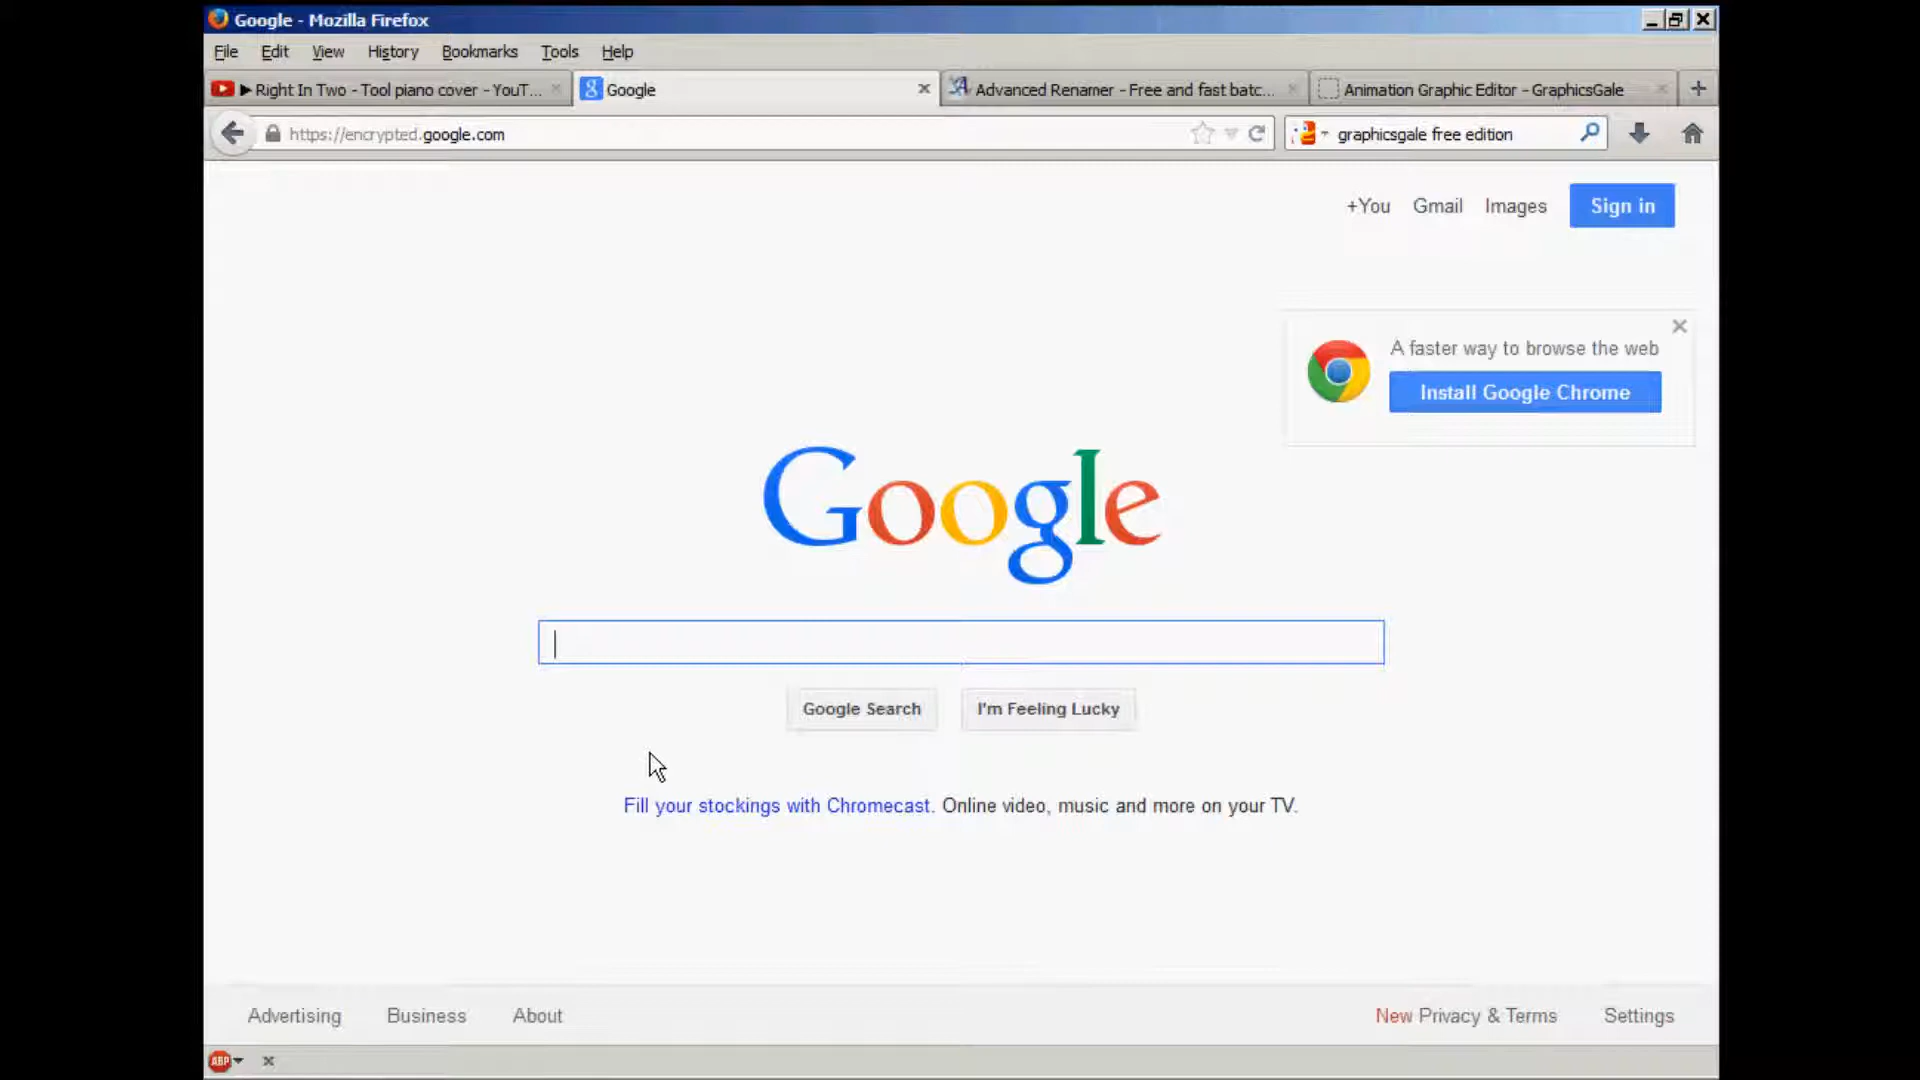 Google - Mozilla Firefox
File Edit View History Bookmarks Tools Help
▶ Right In Two - Tool piano cover - YouT...
Google
Advanced Renamer - Free and fast batc...
Animation Graphic Editor - GraphicsGale
https://encrypted.google.com
graphicsgale free edition
+You Gmail Images Sign in
A faster way to browse the web
Install Google Chrome
Google
Google Search I'm Feeling Lucky
Fill your stockings with Chromecast. Online video, music and more on your TV.
Advertising Business About New Privacy & Terms Settings
ABP